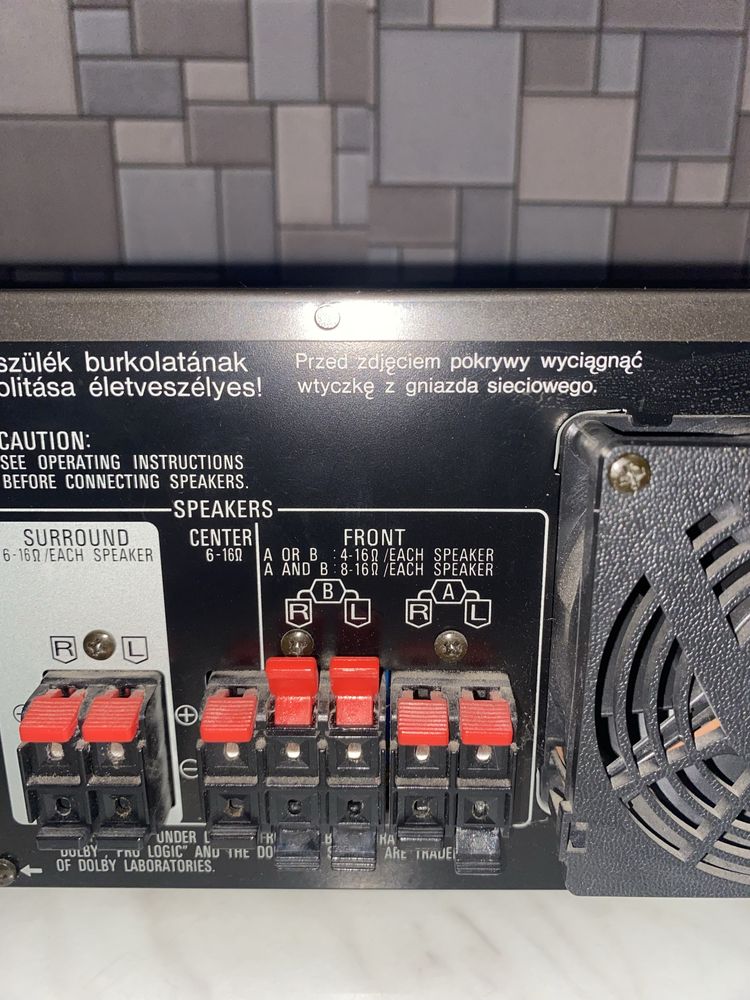 szülék burkolatának
olitása életveszélyes!
Przed zdjęciem pokrywy wyciągnąć
wtyczkę z gniazda sieciowego.
CAUTION:
SEE OPERATING INSTRUCTIONS
BEFORE CONNECTING SPEAKERS.
SPEAKERS
SURROUND
6-16Ω/EACH SPEAKER
CENTER
6-16Ω
FRONT
A OR B :4-16Ω/EACH SPEAKER
A AND B:8-16Ω/EACH SPEAKER
R L
R B L
R A L
+
−
UNDER
DOLBY, "PRO LOGIC" AND THE DO ARE TRADE
OF DOLBY LABORATORIES.